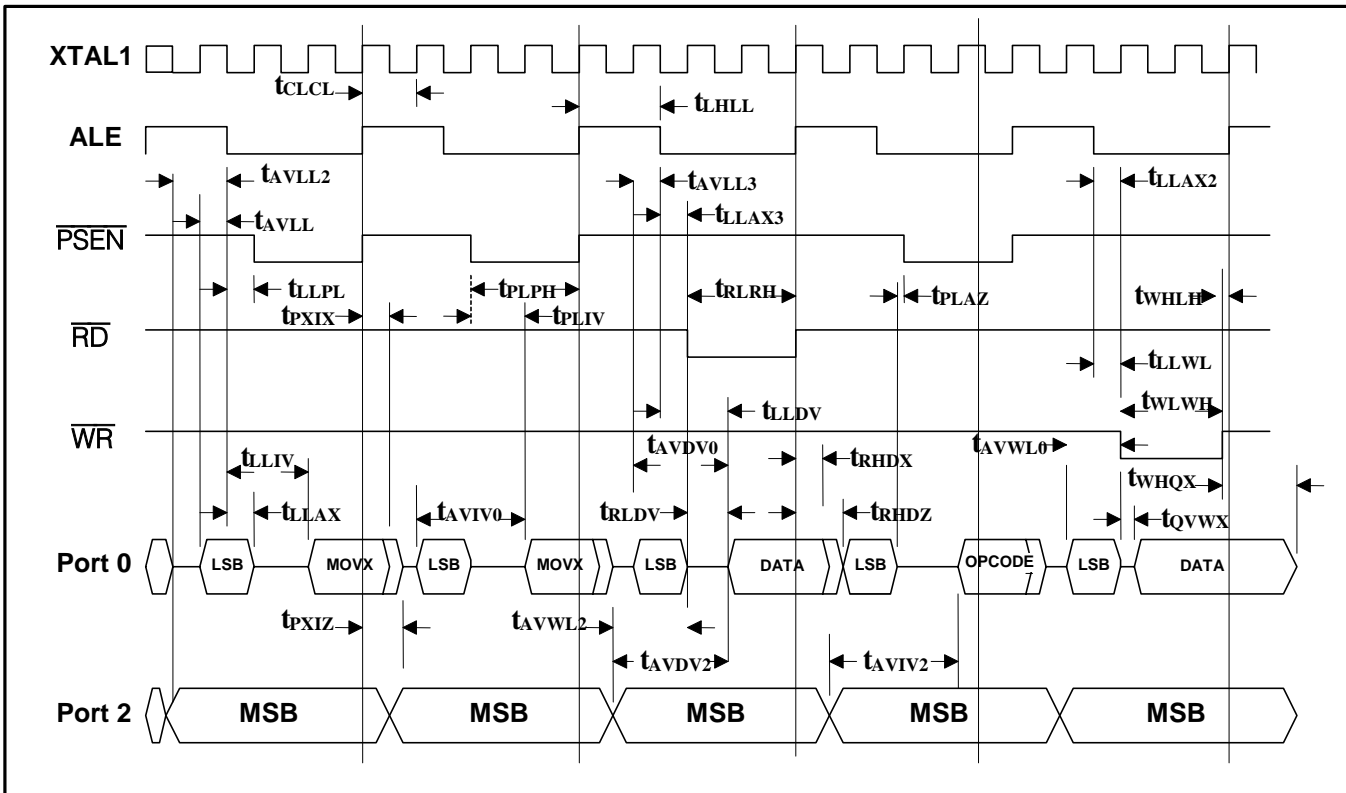 XTAL1
tCLCL
tLHLL
ALE
tAVLL2
tAVLL3
tLLAX2
tAVLL
tLLAX3
PSEN
tLLPL
tPLPH
tRLRH
tPLAZ
tWHLH
tPXIX
tPLIV
RD
tLLWL
tWLWH
tLLDV
WR
tAVDV0
tAVWL0
tLLIV
tRHDX
tWHQX
tLLAX
tAVIV0
tRLDV
tRHDZ
tQVWX
Port 0
LSB
MOVX
LSB
MOVX
LSB
DATA
LSB
OPCODE
LSB
DATA
tPXIZ
tAVWL2
tAVDV2
tAVIV2
Port 2
MSB
MSB
MSB
MSB
MSB